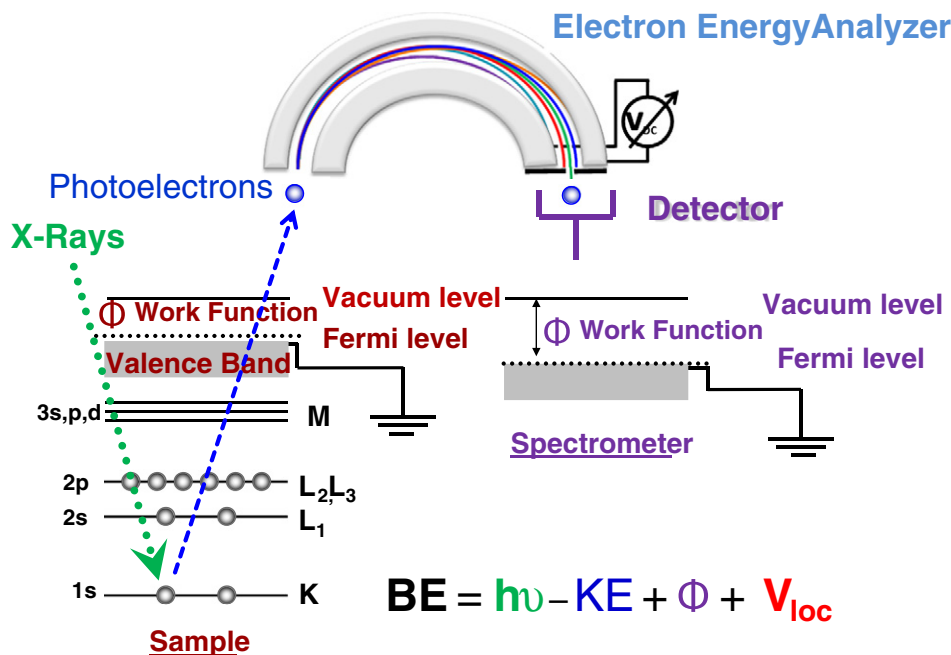 Electron EnergyAnalyzer
V DC
Photoelectrons
Detector
X-Rays
Φ Work Function
Vacuum level
Fermi level
Valence Band
Φ Work Function
Vacuum level
Fermi level
3s,p,d
M
Spectrometer
2p
L2,L3
2s
L1
1s
K
BE = hυ – KE + Φ + Vloc
Sample